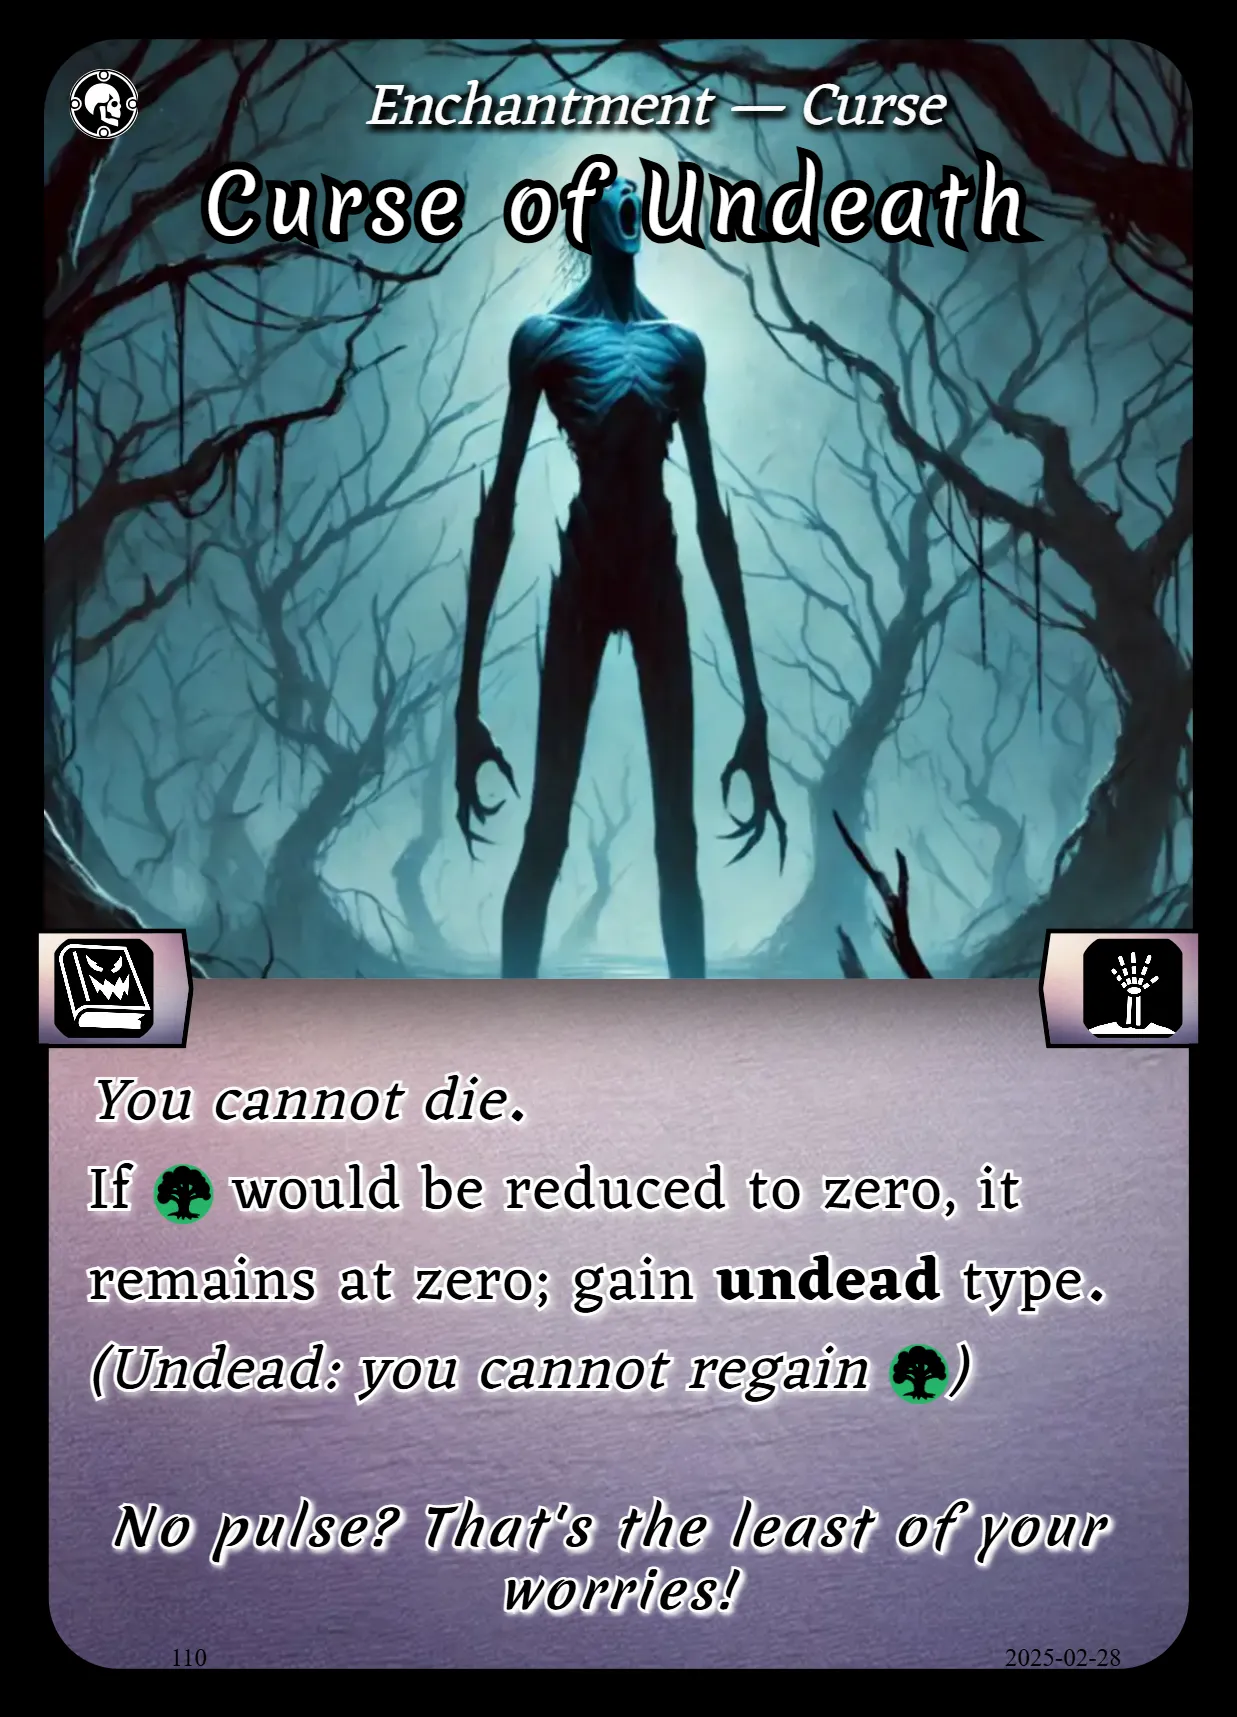 Enchantment — Curse
Curse of Undeath
You cannot die.
If would be reduced to zero, it
remains at zero; gain undead type.
(Undead: you cannot regain )
No pulse? That's the least of your
worries!
110
2025-02-28